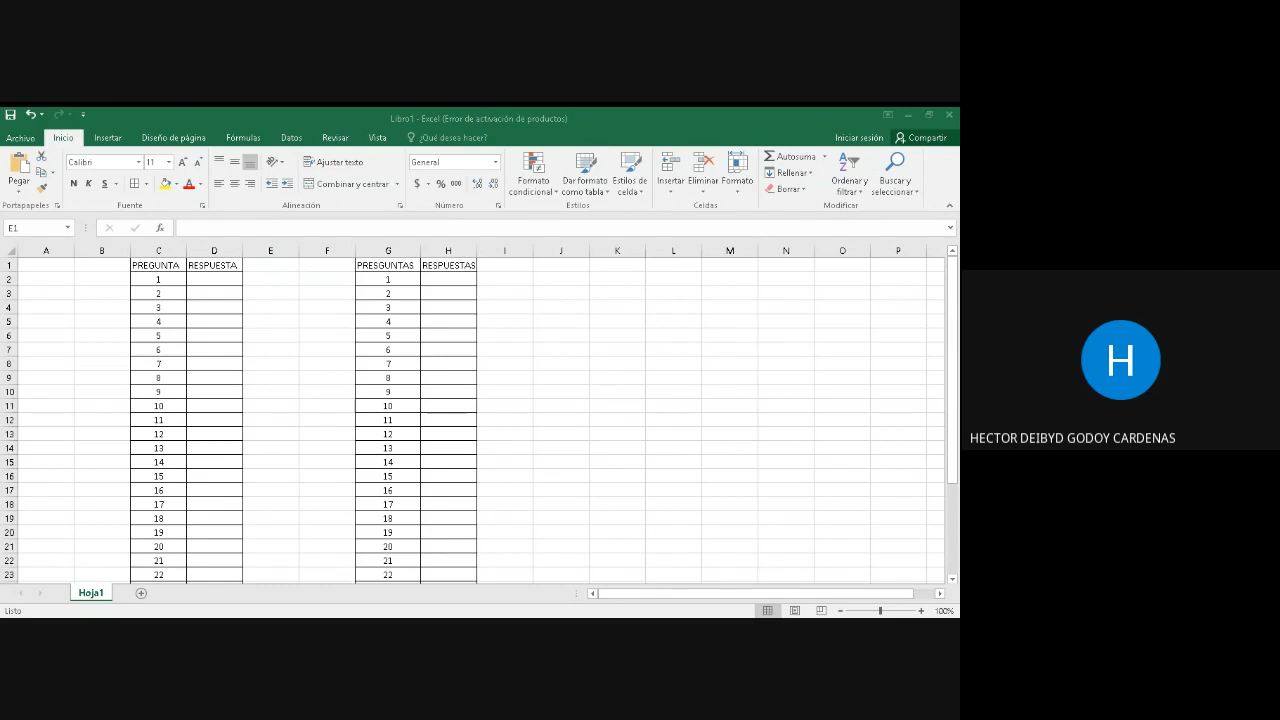 Libro1 - Excel (Error de activación de productos)
Archivo Inicio Insertar Diseño de página Fórmulas Datos Revisar Vista ¿Qué desea hacer? Iniciar sesión Compartir
Calibri 11 Ajustar texto General Autosuma
Pegar Formato condicional Dar formato como tabla Estilos de celda Insertar Eliminar Formato Rellenar Ordenar y filtrar Buscar y seleccionar
N K S Combinar y centrar $ % 000 Borrar
Portapapeles Fuente Alineación Número Estilos Celdas Modificar
E1 fx
A B C D E F G H I J K L M N O P
1 PREGUNTA RESPUESTA PRESGUNTAS RESPUESTAS
2 1 1
3 2 2
4 3 3
5 4 4
6 5 5
7 6 6
8 7 7
9 8 8
10 9 9
11 10 10
12 11 11
13 12 12
14 13 13
15 14 14
16 15 15
17 16 16
18 17 17
19 18 18
20 19 19
21 20 20
22 21 21
23 22 22
Hoja1
Listo 100%
H
HECTOR DEIBYD GODOY CARDENAS